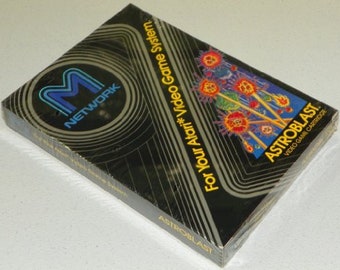 M
NETWORK
For Your Atari® Video Game System.
ASTROBLAST
VIDEO GAME CARTRIDGE
ASTROBLAST